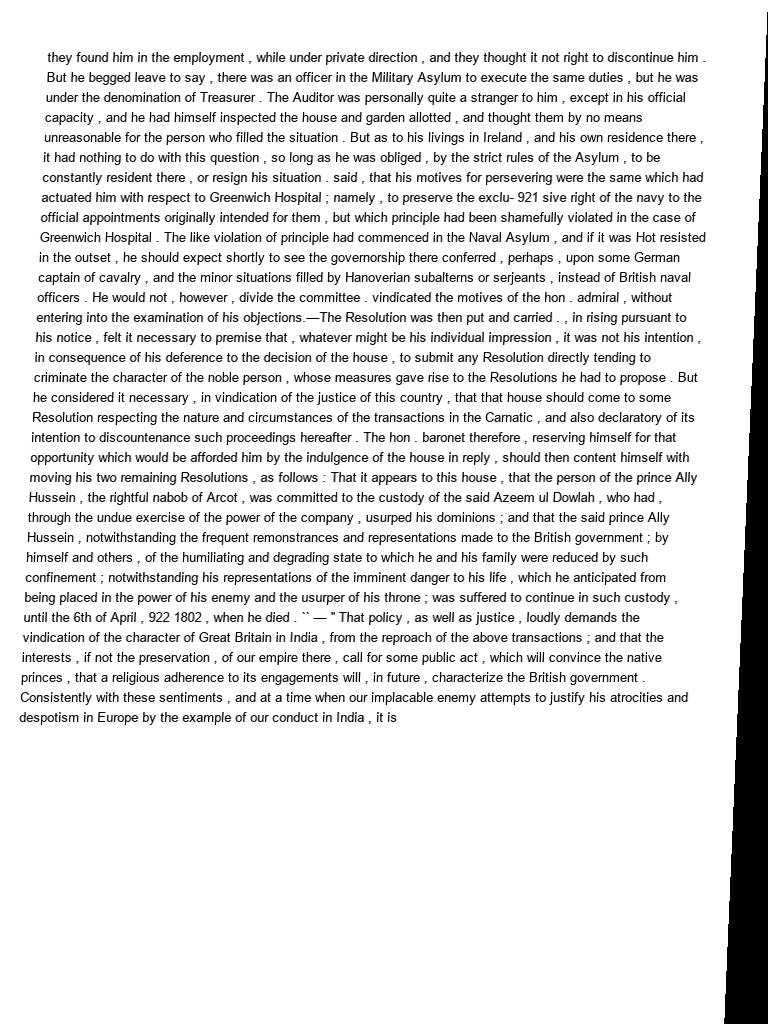 they found him in the employment , while under private direction , and they thought it not right to discontinue him .
But he begged leave to say , there was an officer in the Military Asylum to execute the same duties , but he was
under the denomination of Treasurer . The Auditor was personally quite a stranger to him , except in his official
capacity , and he had himself inspected the house and garden allotted , and thought them by no means
unreasonable for the person who filled the situation . But as to his livings in Ireland , and his own residence there ,
it had nothing to do with this question , so long as he was obliged , by the strict rules of the Asylum , to be
constantly resident there , or resign his situation . said , that his motives for persevering were the same which had
actuated him with respect to Greenwich Hospital ; namely , to preserve the exclu- 921 sive right of the navy to the
official appointments originally intended for them , but which principle had been shamefully violated in the case of
Greenwich Hospital . The like violation of principle had commenced in the Naval Asylum , and if it was Hot resisted
in the outset , he should expect shortly to see the governorship there conferred , perhaps , upon some German
captain of cavalry , and the minor situations filled by Hanoverian subalterns or serjeants , instead of British naval
officers . He would not , however , divide the committee . vindicated the motives of the hon . admiral , without
entering into the examination of his objections.—The Resolution was then put and carried . , in rising pursuant to
his notice , felt it necessary to premise that , whatever might be his individual impression , it was not his intention ,
in consequence of his deference to the decision of the house , to submit any Resolution directly tending to
criminate the character of the noble person , whose measures gave rise to the Resolutions he had to propose . But
he considered it necessary , in vindication of the justice of this country , that that house should come to some
Resolution respecting the nature and circumstances of the transactions in the Carnatic , and also declaratory of its
intention to discountenance such proceedings hereafter . The hon . baronet therefore , reserving himself for that
opportunity which would be afforded him by the indulgence of the house in reply , should then content himself with
moving his two remaining Resolutions , as follows : That it appears to this house , that the person of the prince Ally
Hussein , the rightful nabob of Arcot , was committed to the custody of the said Azeem ul Dowlah , who had ,
through the undue exercise of the power of the company , usurped his dominions ; and that the said prince Ally
Hussein , notwithstanding the frequent remonstrances and representations made to the British government ; by
himself and others , of the humiliating and degrading state to which he and his family were reduced by such
confinement ; notwithstanding his representations of the imminent danger to his life , which he anticipated from
being placed in the power of his enemy and the usurper of his throne ; was suffered to continue in such custody ,
until the 6th of April , 922 1802 , when he died . `` — " That policy , as well as justice , loudly demands the
vindication of the character of Great Britain in India , from the reproach of the above transactions ; and that the
interests , if not the preservation , of our empire there , call for some public act , which will convince the native
princes , that a religious adherence to its engagements will , in future , characterize the British government .
Consistently with these sentiments , and at a time when our implacable enemy attempts to justify his atrocities and
despotism in Europe by the example of our conduct in India , it is